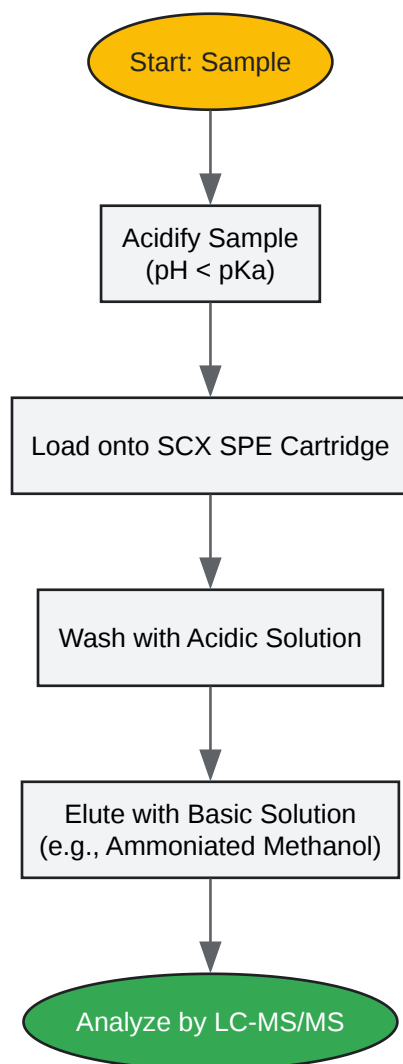 Start: Sample
Acidify Sample
(pH < pKa)
Load onto SCX SPE Cartridge
Wash with Acidic Solution
Elute with Basic Solution
(e.g., Ammoniated Methanol)
Analyze by LC-MS/MS